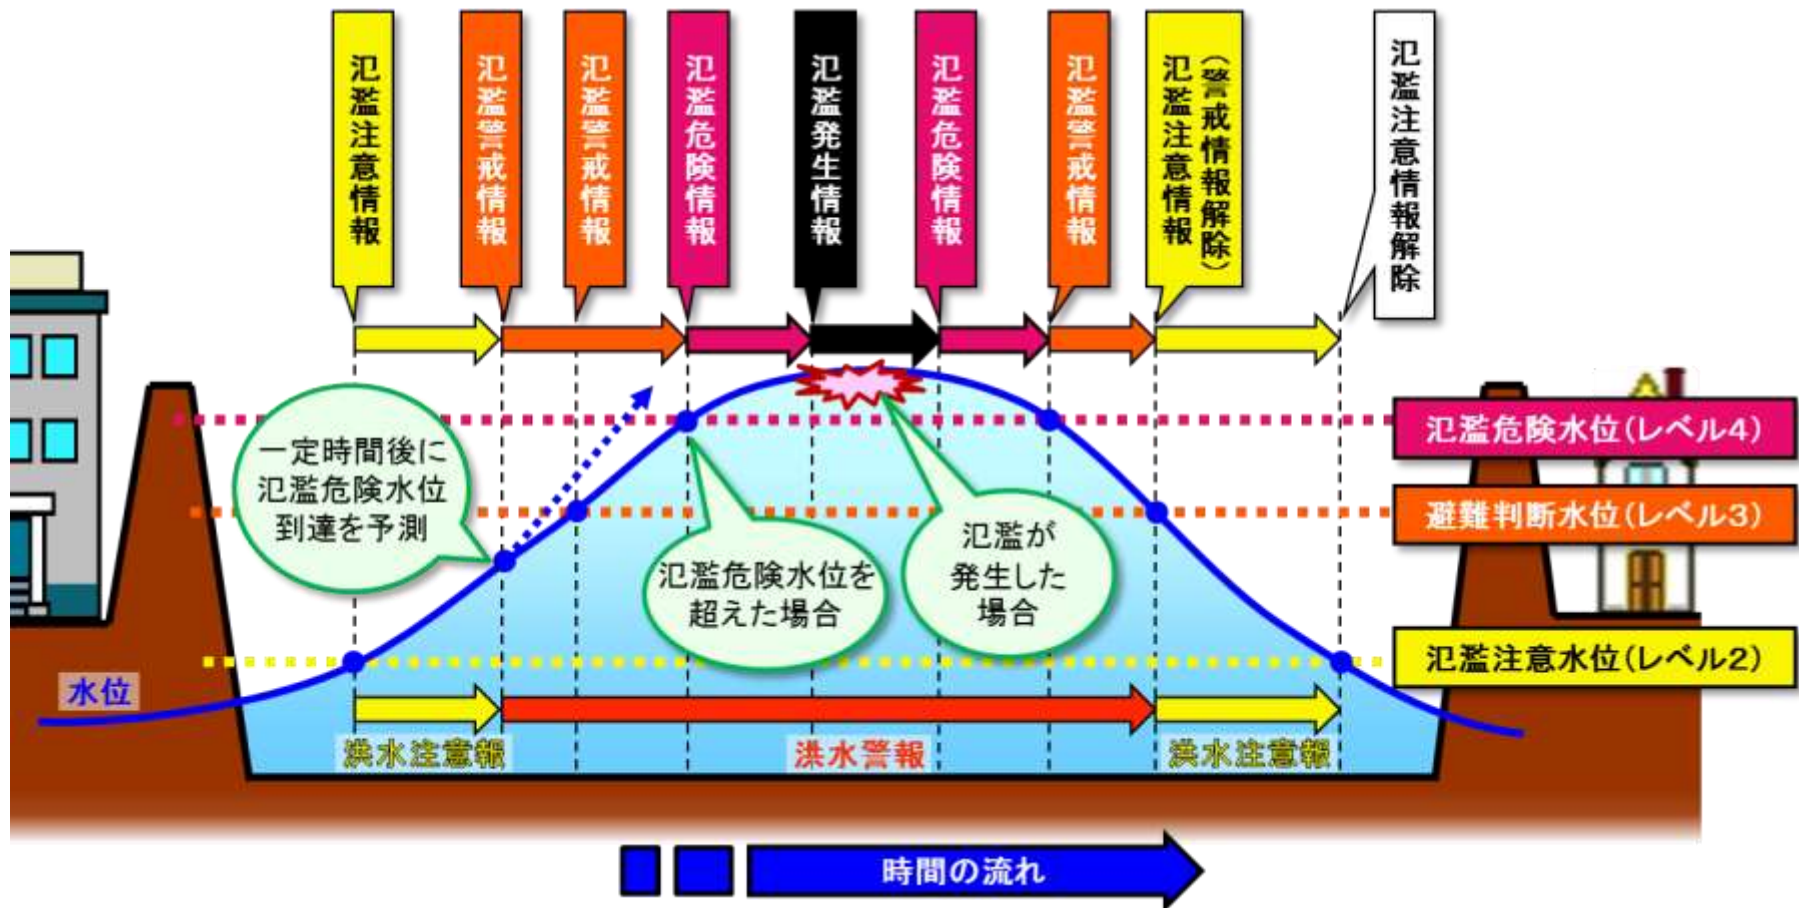 氾濫注意情報
氾濫警戒情報
氾濫警戒情報
氾濫危険情報
氾濫発生情報
氾濫危険情報
氾濫警戒情報
氾濫注意情報
（警戒情報解除）
氾濫注意情報解除
一定時間後に
氾濫危険水位
到達を予測
氾濫危険水位を
超えた場合
氾濫が
発生した
場合
氾濫危険水位(レベル4)
避難判断水位(レベル3)
氾濫注意水位(レベル2)
水位
洪水注意報
洪水警報
洪水注意報
時間の流れ